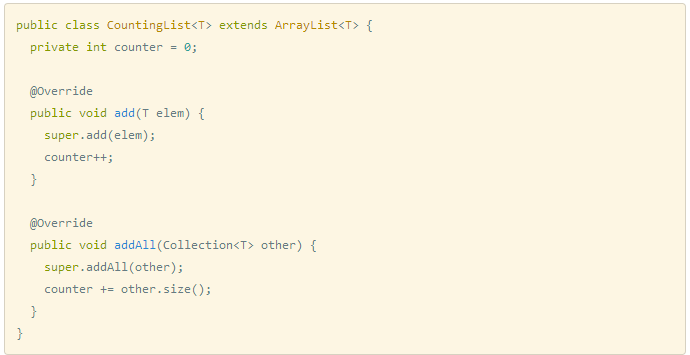 public class CountingList<T> extends ArrayList<T> {
  private int counter = 0;

  @Override
  public void add(T elem) {
    super.add(elem);
    counter++;
  }

  @Override
  public void addAll(Collection<T> other) {
    super.addAll(other);
    counter += other.size();
  }
}